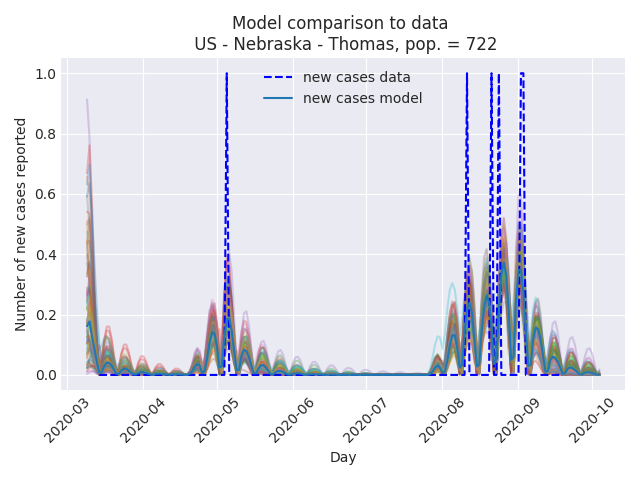 Model comparison to data
US - Nebraska - Thomas, pop. = 722
new cases data
new cases model
Number of new cases reported
1.0
0.8
0.6
0.4
0.2
0.0
2020-03
2020-04
2020-05
2020-06
2020-07
2020-08
2020-09
2020-10
Day